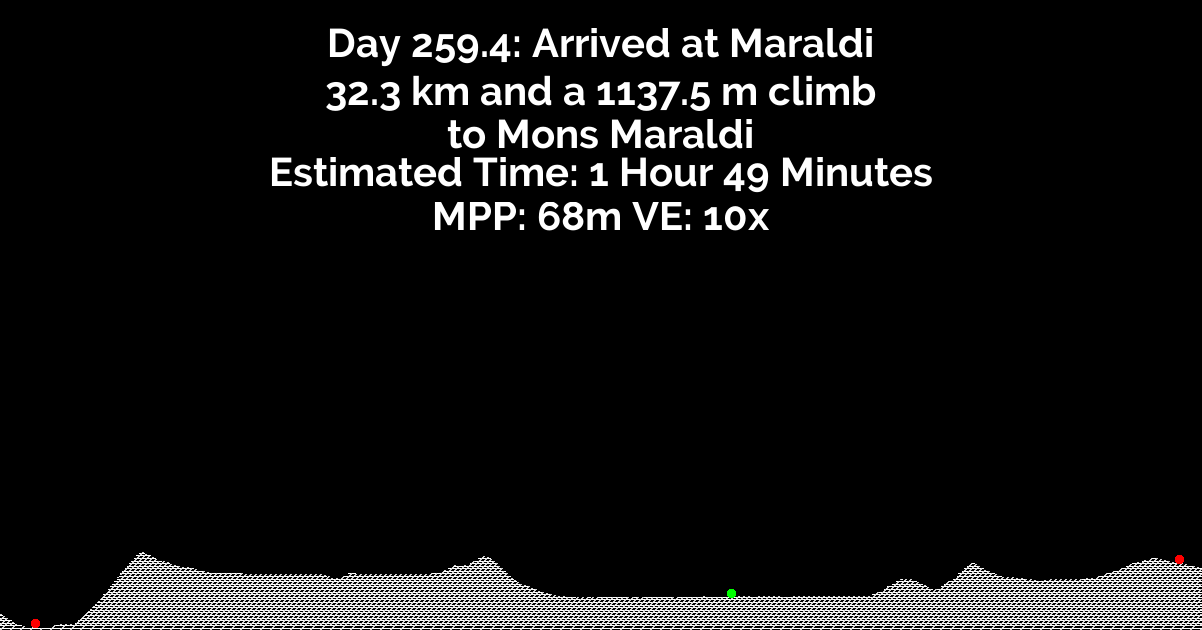 Day 259.4: Arrived at Maraldi
32.3 km and a 1137.5 m climb
to Mons Maraldi
Estimated Time: 1 Hour 49 Minutes
MPP: 68m VE: 10x